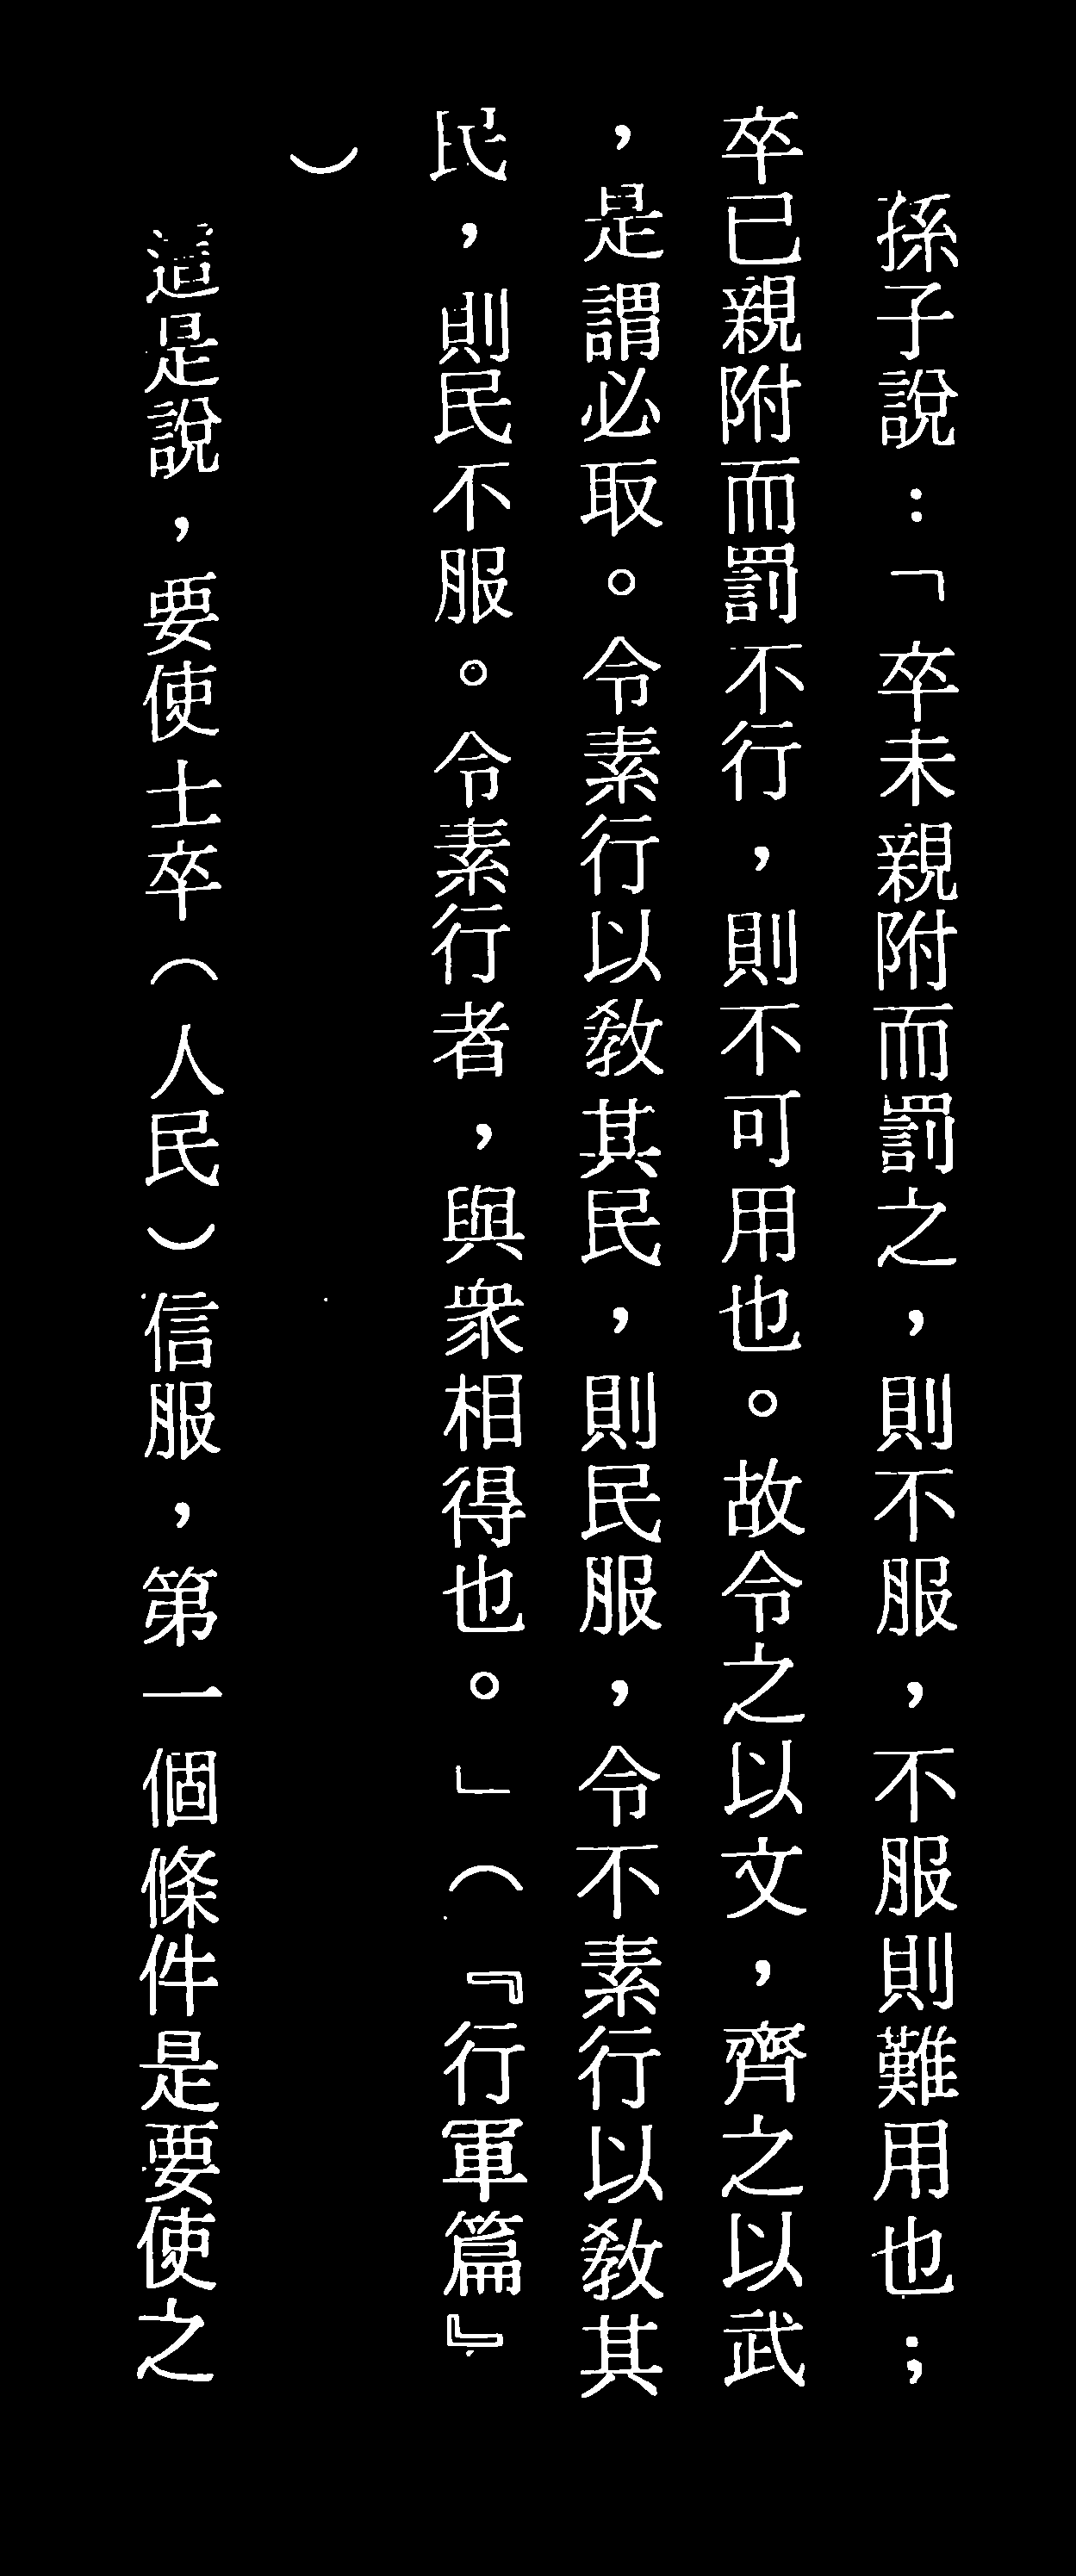 孫子說：「卒未親附而罰之，則不服，不服則難用也；
卒已親附而罰不行，則不可用也。故令之以文，齊之以武
，是謂必取。令素行以敎其民，則民服，令不素行以敎其
民，則民不服。令素行者，與衆相得也。」（『行軍篇』
）
這是說，要使士卒（人民）信服，第一個條件是要使之